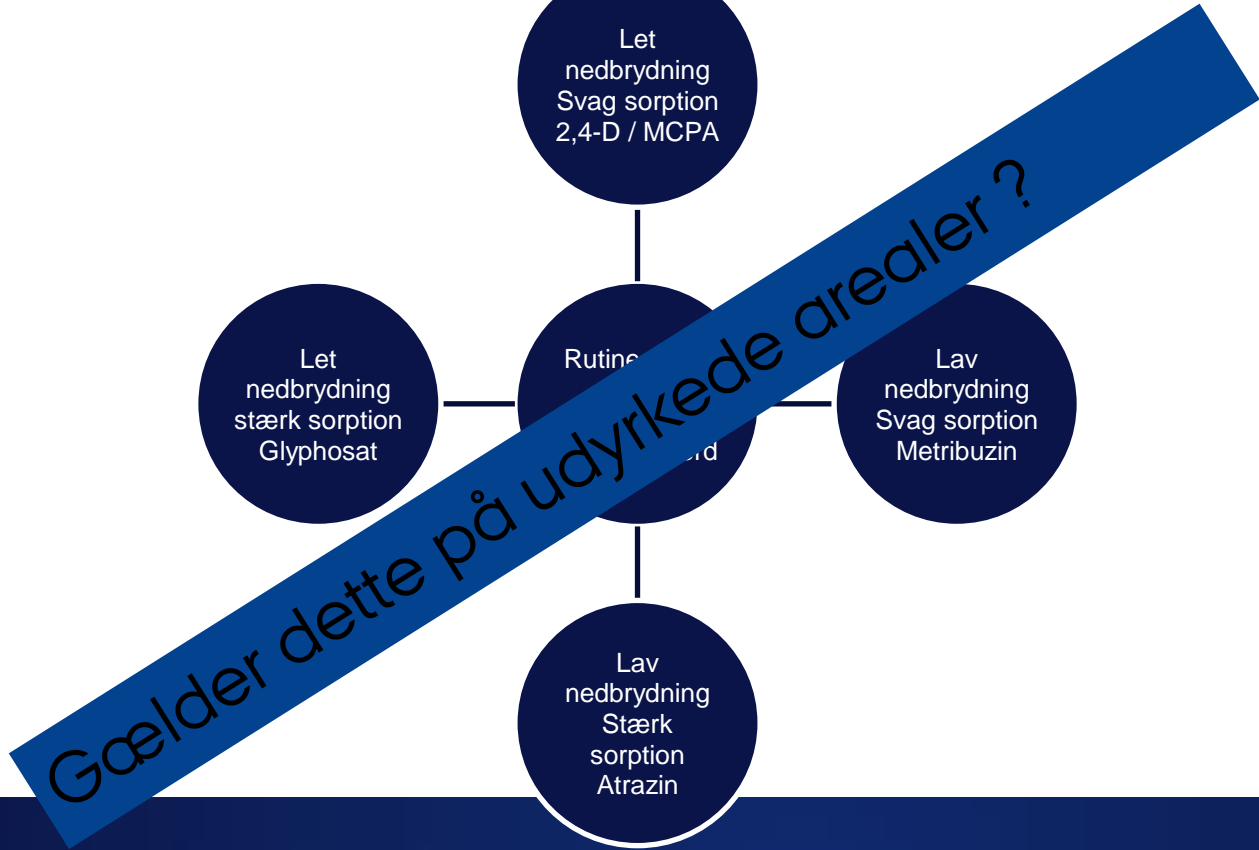 Let
nedbrydning
Svag sorption
2,4-D / MCPA
Let
nedbrydning
stærk sorption
Glyphosat
Lav
nedbrydning
Svag sorption
Metribuzin
Lav
nedbrydning
Stærk
sorption
Atrazin
Gælder dette på udyrkede arealer ?